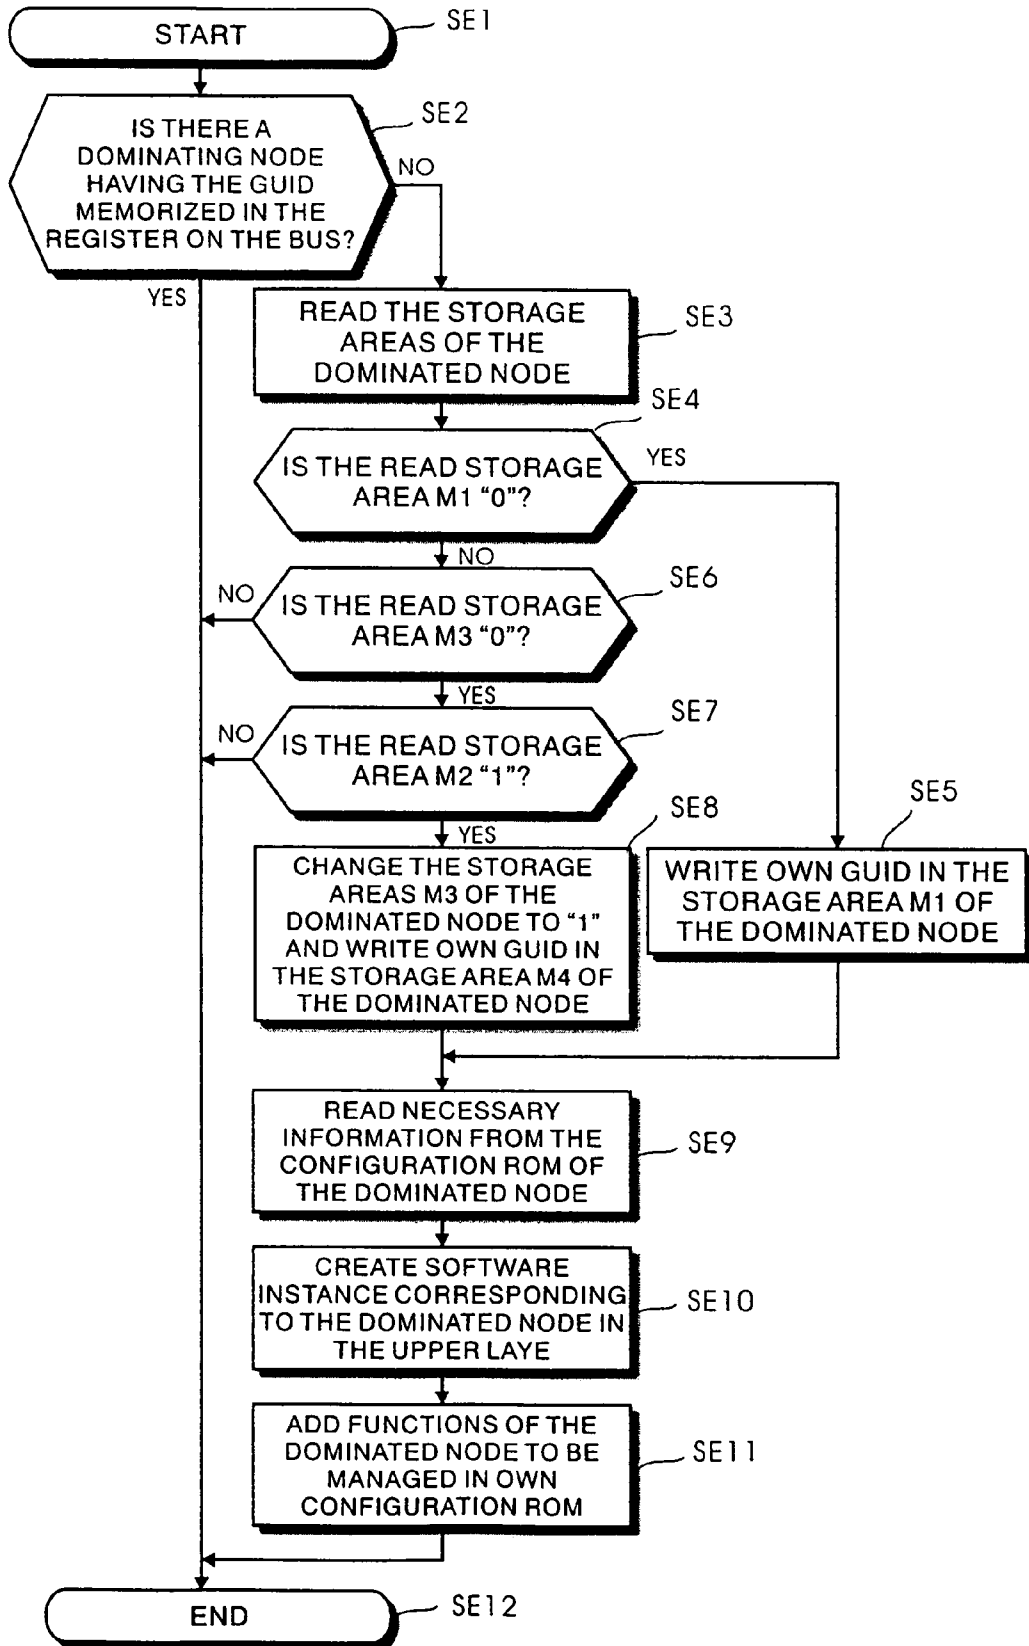 START
SE1
IS THERE A
DOMINATING NODE
HAVING THE GUID
MEMORIZED IN THE
REGISTER ON THE BUS?
SE2
NO
YES
READ THE STORAGE
AREAS OF THE
DOMINATED NODE
SE3
SE4
IS THE READ STORAGE
AREA M1 “0”?
YES
NO
SE6
NO
IS THE READ STORAGE
AREA M3 “0”?
YES
SE7
NO
IS THE READ STORAGE
AREA M2 “1”?
YES
SE8
CHANGE THE STORAGE
AREAS M3 OF THE
DOMINATED NODE TO “1”
AND WRITE OWN GUID IN
THE STORAGE AREA M4 OF
THE DOMINATED NODE
SE5
WRITE OWN GUID IN THE
STORAGE AREA M1 OF
THE DOMINATED NODE
READ NECESSARY
INFORMATION FROM THE
CONFIGURATION ROM OF
THE DOMINATED NODE
SE9
CREATE SOFTWARE
INSTANCE CORRESPONDING
TO THE DOMINATED NODE IN
THE UPPER LAYE
SE10
ADD FUNCTIONS OF THE
DOMINATED NODE TO BE
MANAGED IN OWN
CONFIGURATION ROM
SE11
END
SE12